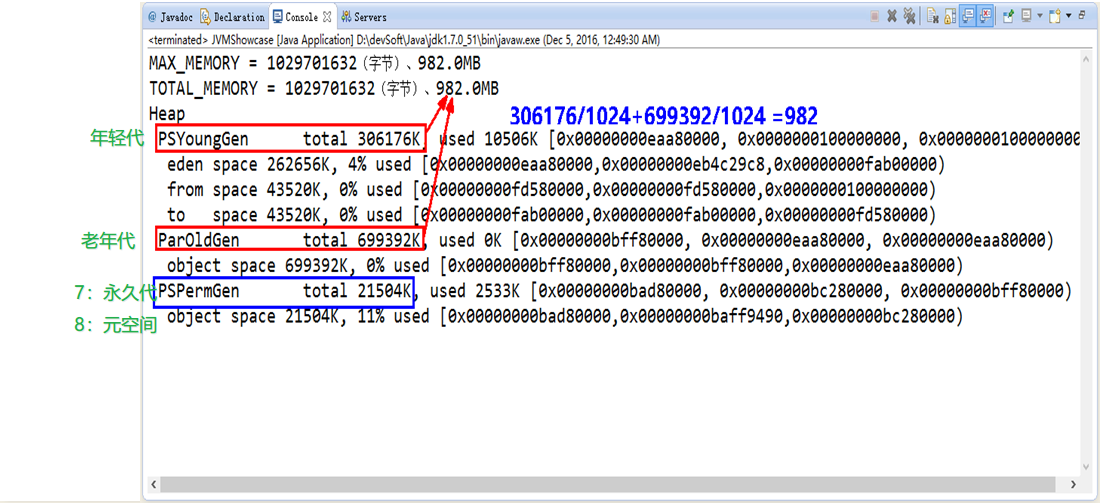 @ Javadoc Declaration Console Servers
<terminated> JVMShowcase [Java Application] D:\devSoft\Java\jdk1.7.0_51\bin\javaw.exe (Dec 5, 2016, 12:49:30 AM)
MAX_MEMORY = 1029701632（字节）、982.0MB
TOTAL_MEMORY = 1029701632（字节）、982.0MB
Heap
306176/1024+699392/1024 =982
年轻代
PSYoungGen total 306176K, used 10506K [0x00000000eaa80000, 0x0000000100000000, 0x0000000100000000
eden space 262656K, 4% used [0x00000000eaa80000,0x00000000eb4c29c8,0x00000000fab00000)
from space 43520K, 0% used [0x00000000fd580000,0x00000000fd580000,0x0000000100000000)
to space 43520K, 0% used [0x00000000fab00000,0x00000000fab00000,0x00000000fd580000)
老年代
ParOldGen total 699392K, used 0K [0x00000000bff80000, 0x00000000eaa80000, 0x00000000eaa80000)
object space 699392K, 0% used [0x00000000bff80000,0x00000000bff80000,0x00000000eaa80000)
7：永久代
PSPermGen total 21504K, used 2533K [0x00000000bad80000, 0x00000000bc280000, 0x00000000bff80000)
8：元空间
object space 21504K, 11% used [0x00000000bad80000,0x00000000baff9490,0x00000000bc280000)